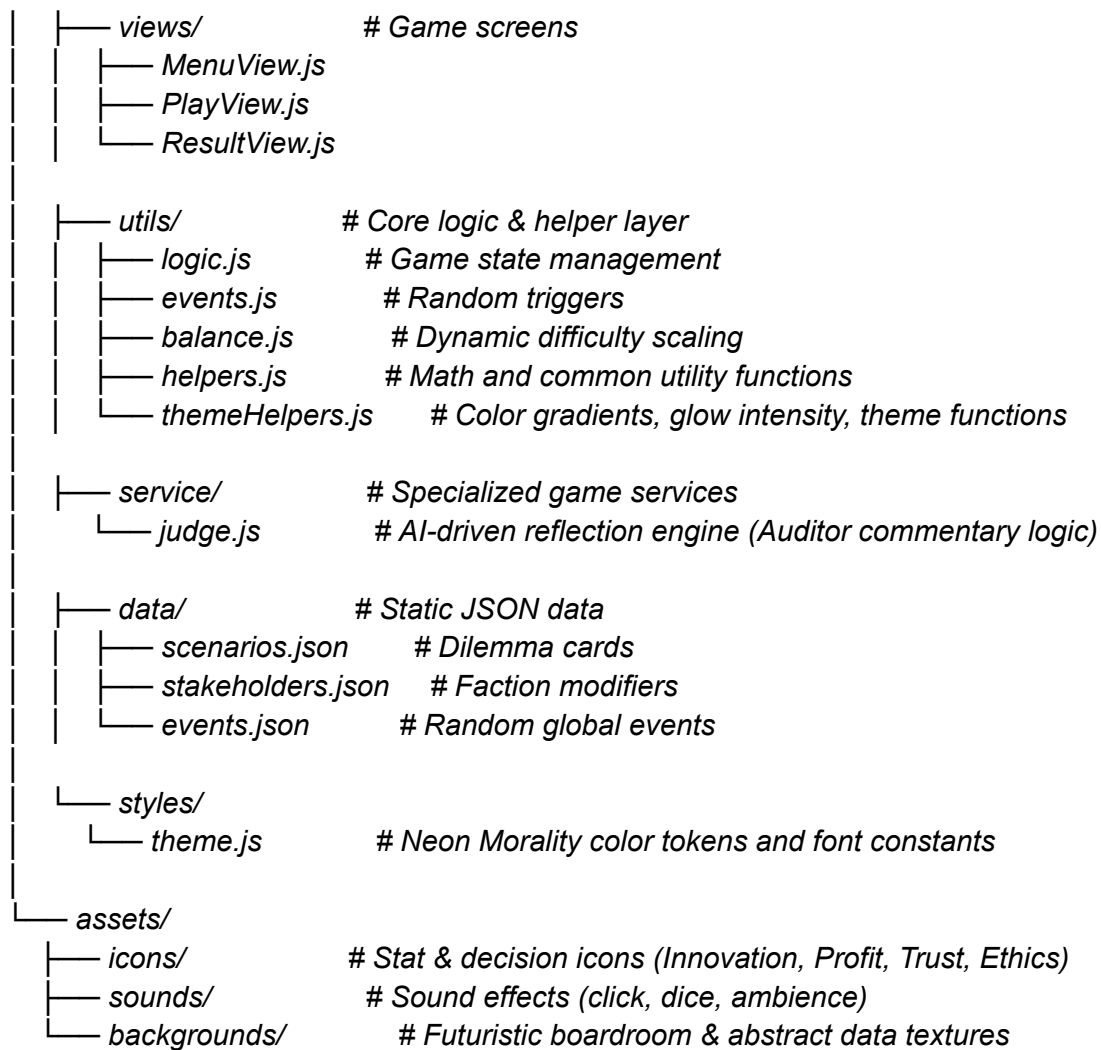 │   ├── views/   # Game screens
│   │   ├── MenuView.js
│   │   ├── PlayView.js
│   │   └── ResultView.js
│
│   ├── utils/   # Core logic & helper layer
│   │   ├── logic.js   # Game state management
│   │   ├── events.js   # Random triggers
│   │   ├── balance.js   # Dynamic difficulty scaling
│   │   ├── helpers.js   # Math and common utility functions
│   │   └── themeHelpers.js   # Color gradients, glow intensity, theme functions
│
│   ├── service/   # Specialized game services
│   │   └── judge.js   # AI-driven reflection engine (Auditor commentary logic)
│
│   ├── data/   # Static JSON data
│   │   ├── scenarios.json   # Dilemma cards
│   │   ├── stakeholders.json   # Faction modifiers
│   │   └── events.json   # Random global events
│
│   └── styles/
│       └── theme.js   # Neon Morality color tokens and font constants
│
└── assets/
    ├── icons/   # Stat & decision icons (Innovation, Profit, Trust, Ethics)
    ├── sounds/   # Sound effects (click, dice, ambience)
    └── backgrounds/   # Futuristic boardroom & abstract data textures